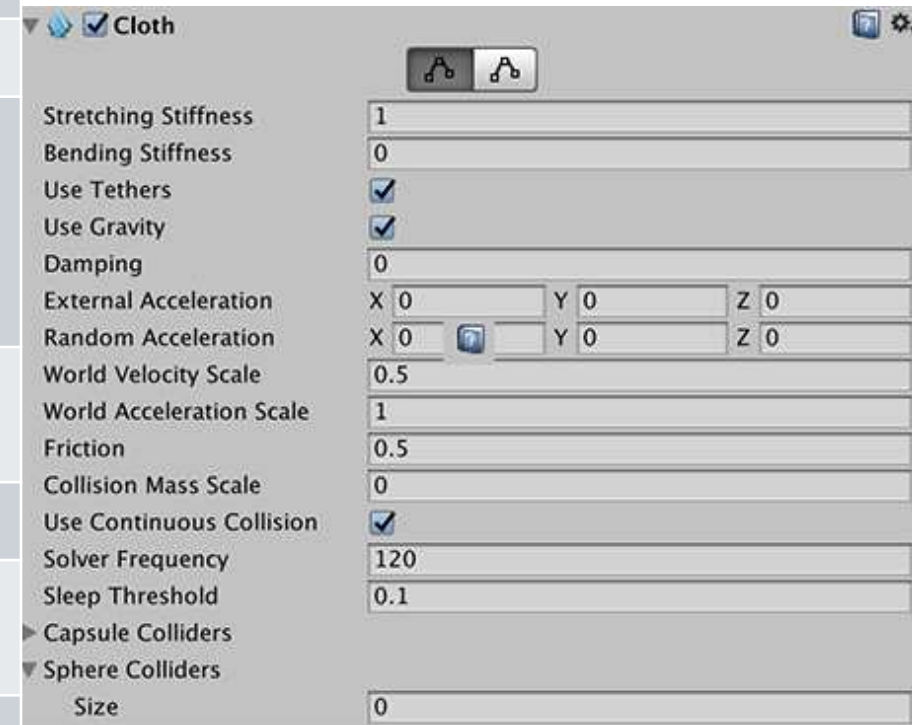 Cloth
Stretching Stiffness 1
Bending Stiffness 0
Use Tethers
Use Gravity
Damping 0
External Acceleration X 0 Y 0 Z 0
Random Acceleration X 0 Y 0 Z 0
World Velocity Scale 0.5
World Acceleration Scale 1
Friction 0.5
Collision Mass Scale 0
Use Continuous Collision
Solver Frequency 120
Sleep Threshold 0.1
Capsule Colliders
Sphere Colliders
Size 0